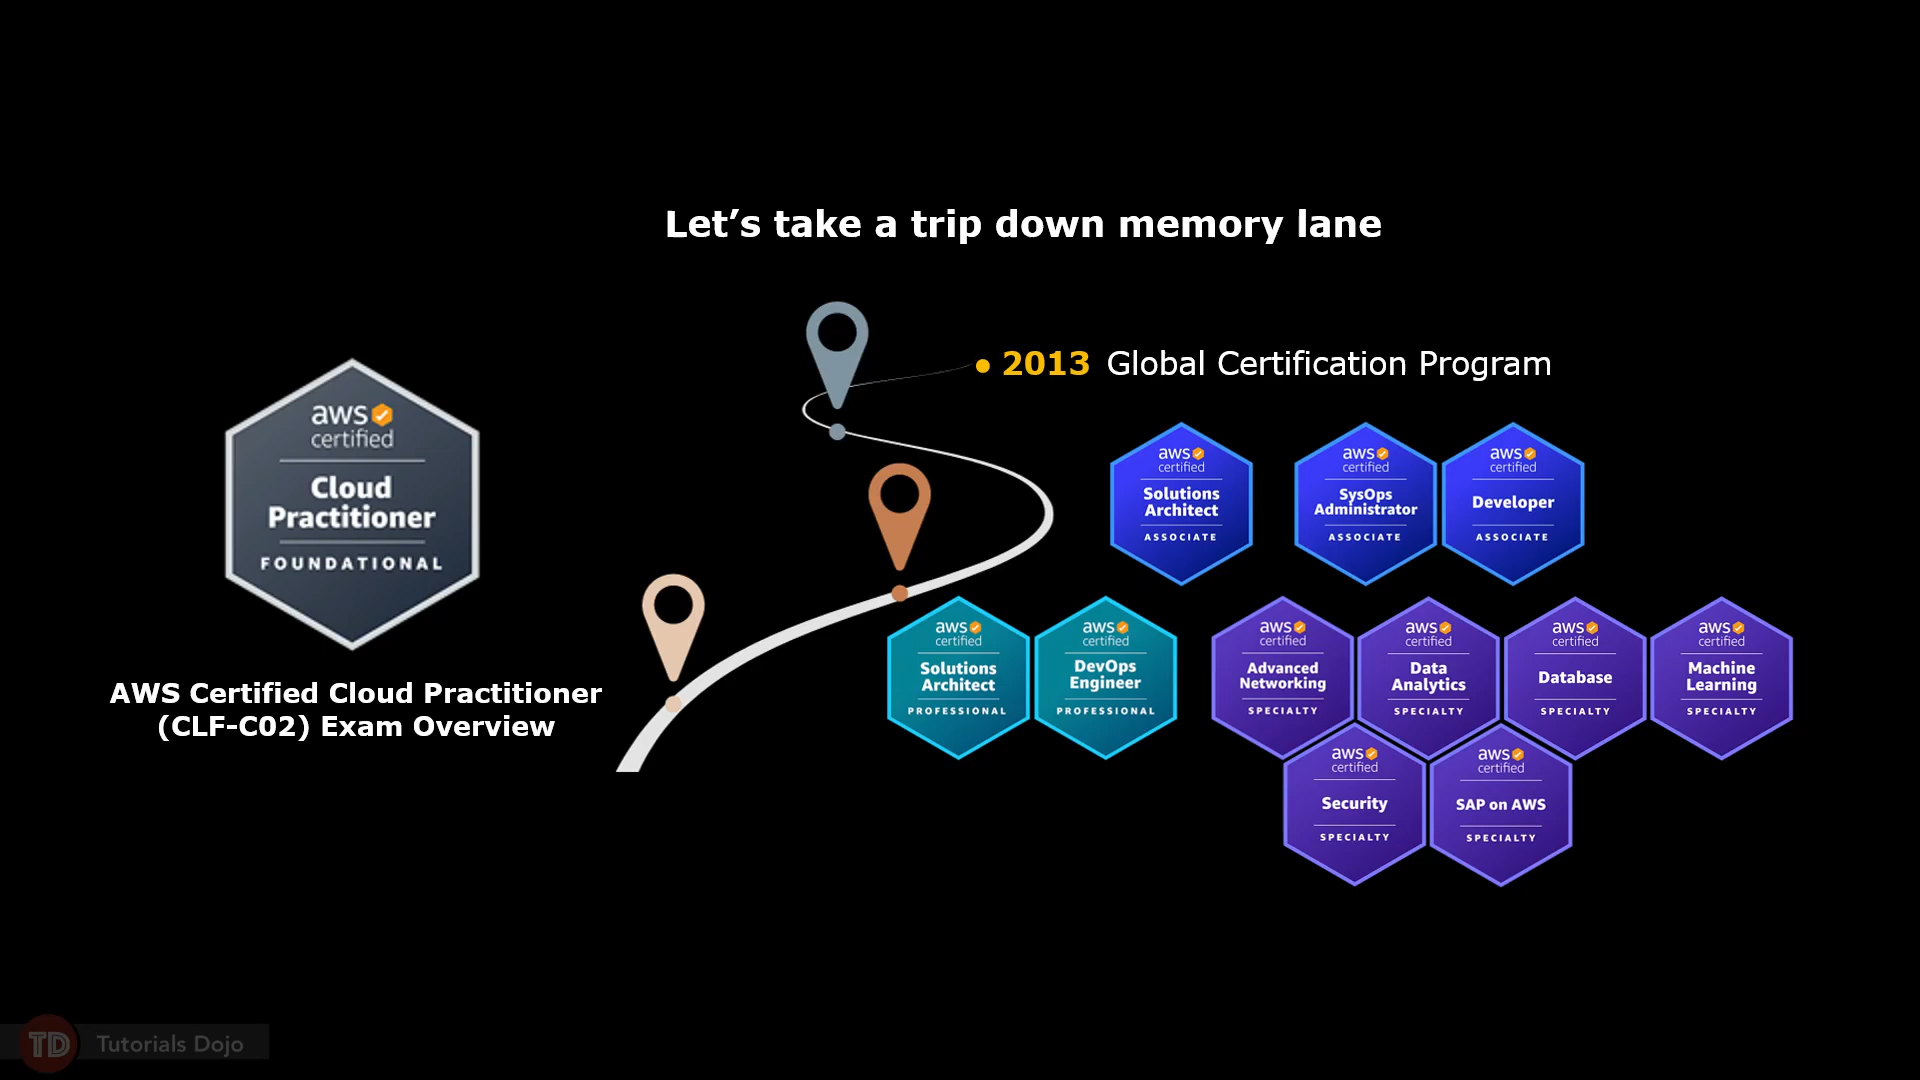 Let’s take a trip down memory lane
2013 Global Certification Program
aws
certified
Cloud
Practitioner
FOUNDATIONAL
AWS Certified Cloud Practitioner
(CLF-C02) Exam Overview
aws
certified
Solutions
Architect
ASSOCIATE
aws
certified
SysOps
Administrator
ASSOCIATE
aws
certified
Developer
ASSOCIATE
aws
certified
Solutions
Architect
PROFESSIONAL
aws
certified
DevOps
Engineer
PROFESSIONAL
aws
certified
Advanced
Networking
SPECIALTY
aws
certified
Data
Analytics
SPECIALTY
aws
certified
Database
SPECIALTY
aws
certified
Machine
Learning
SPECIALTY
aws
certified
Security
SPECIALTY
aws
certified
SAP on AWS
SPECIALTY
TD Tutorials Dojo